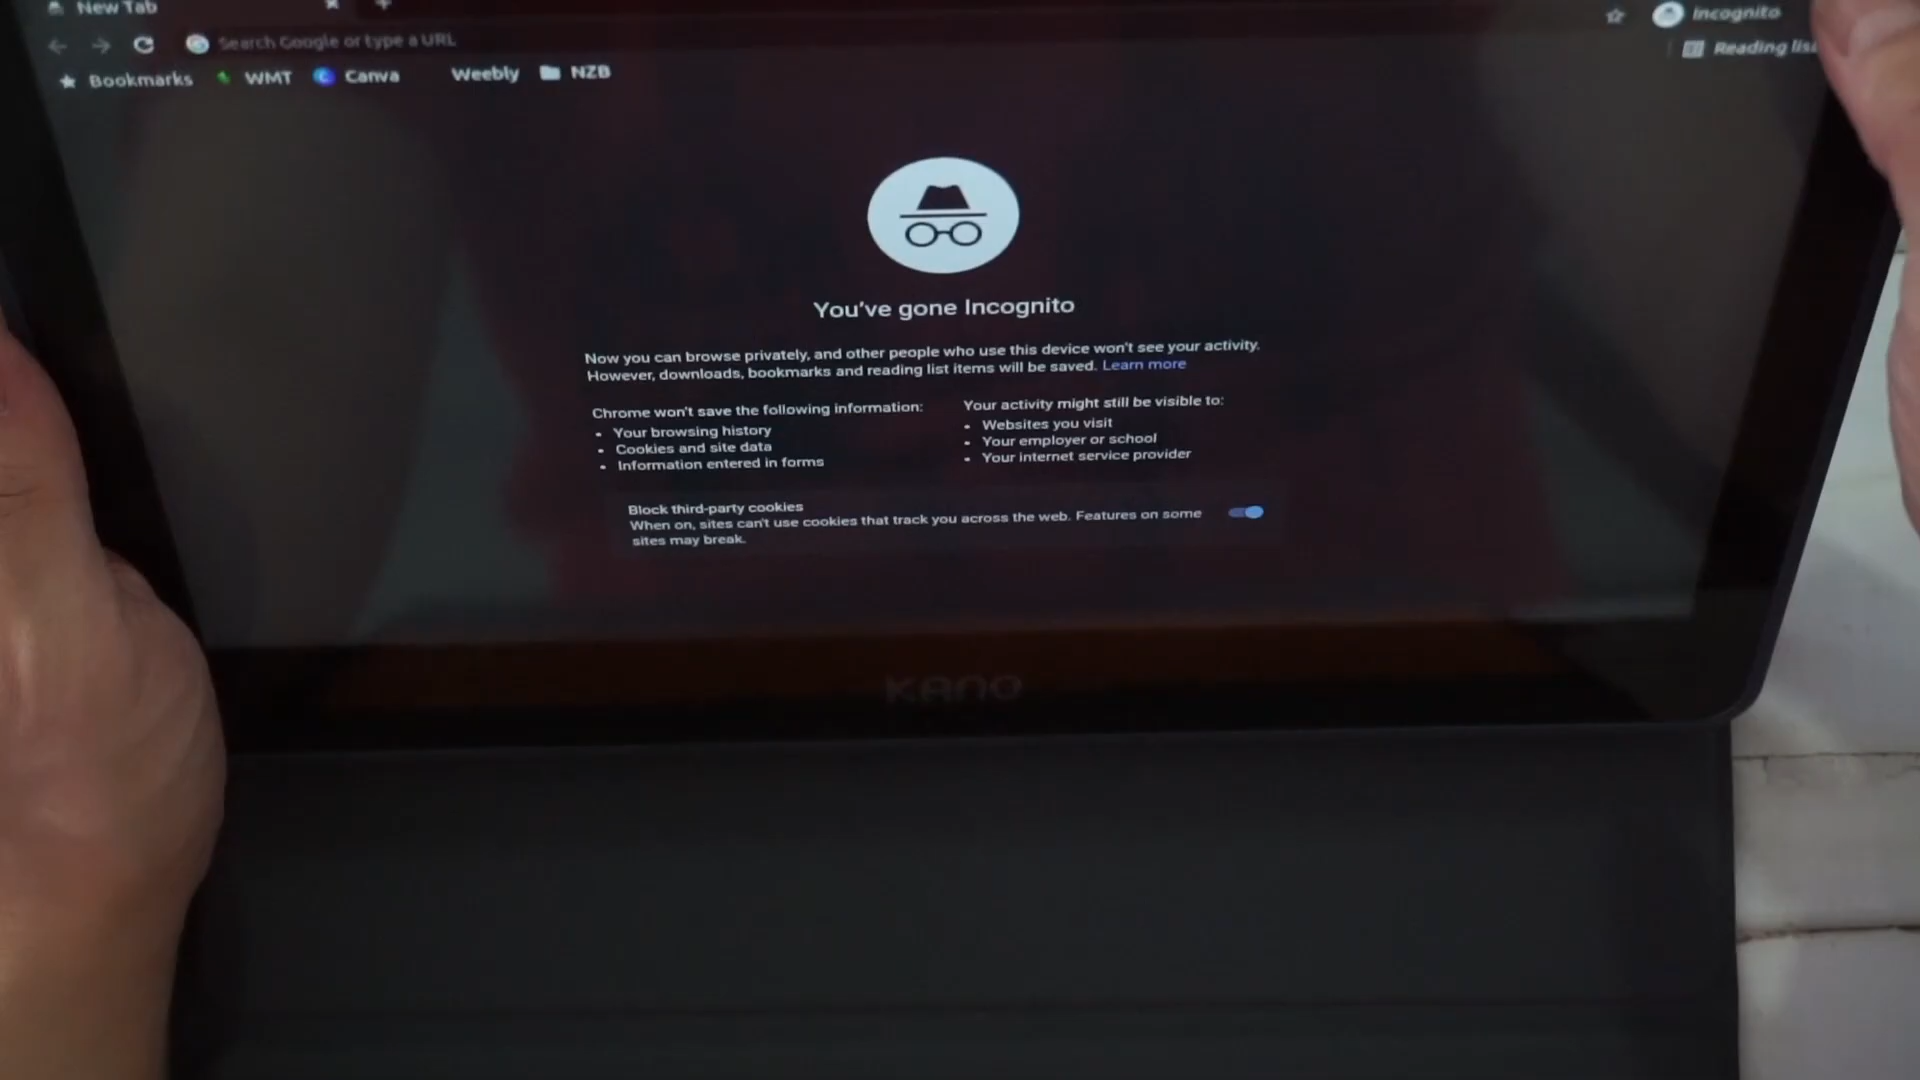 New Tab
Incognito
Search Google or type a URL
Reading lis
Bookmarks WMT Canva Weebly NZB
You've gone Incognito
Now you can browse privately, and other people who use this device won't see your activity.
However, downloads, bookmarks and reading list items will be saved. Learn more
Chrome won't save the following information:
Your browsing history
Cookies and site data
Information entered in forms
Your activity might still be visible to:
Websites you visit
Your employer or school
Your internet service provider
Block third-party cookies
When on, sites can't use cookies that track you across the web. Features on some
sites may break.
KANO